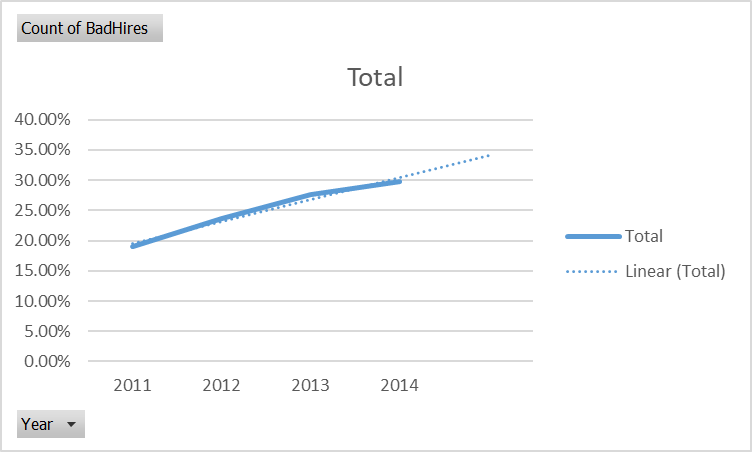 Count of BadHires
Total
40.00%
35.00%
30.00%
25.00%
20.00%
15.00%
10.00%
5.00%
0.00%
2011 2012 2013 2014
Total
Linear (Total)
Year